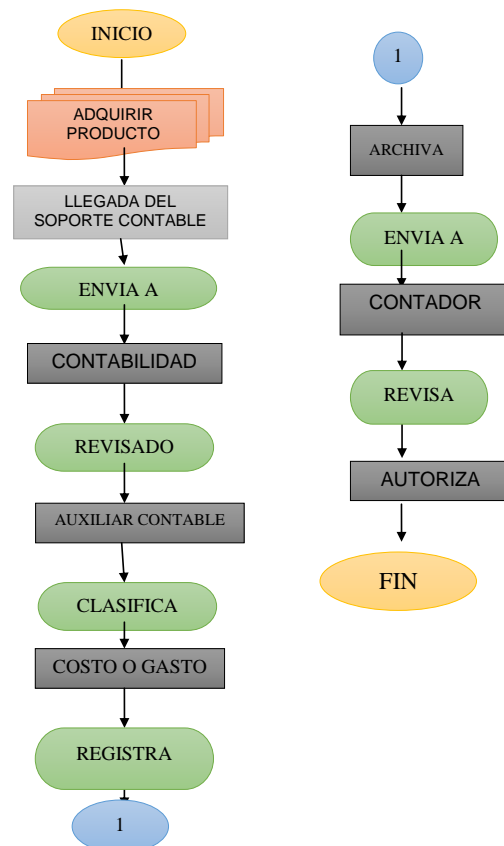 INICIO
ADQUIRIR
PRODUCTO
LLEGADA DEL
SOPORTE CONTABLE
ENVIA A
CONTABILIDAD
REVISADO
AUXILIAR CONTABLE
CLASIFICA
COSTO O GASTO
REGISTRA
1
1
ARCHIVA
ENVIA A
CONTADOR
REVISA
AUTORIZA
FIN